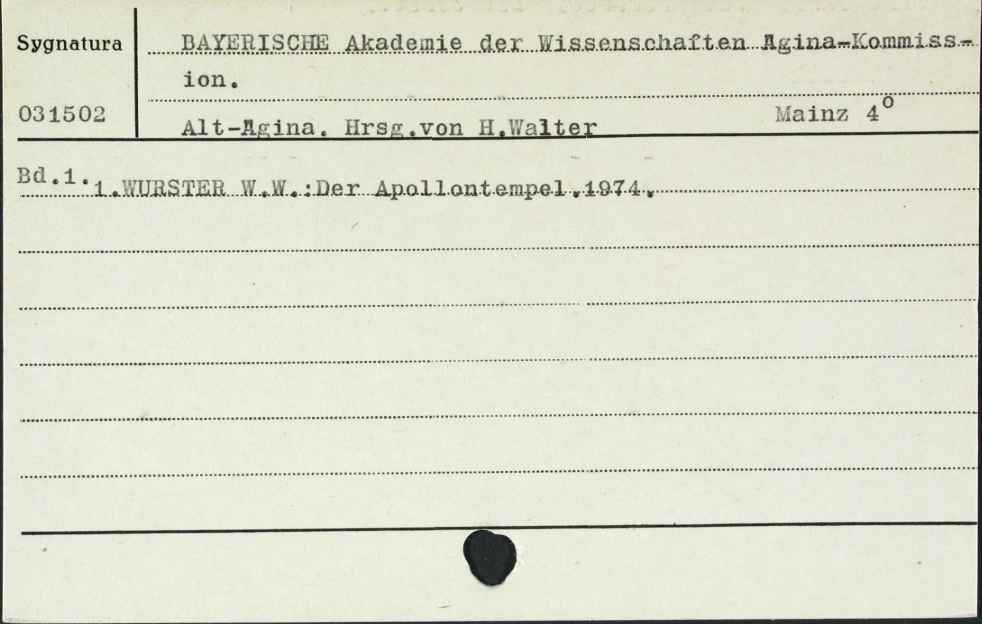 Sygnatura
BAYERISCHE Akademie der Wissenschaften Agina-Kommiss-
ion.
031502
Alt-Agina. Hrsg.von H.Walter Mainz 4°
Bd.1.1.WURSTER W.W.:Der Apollontempel.1974.